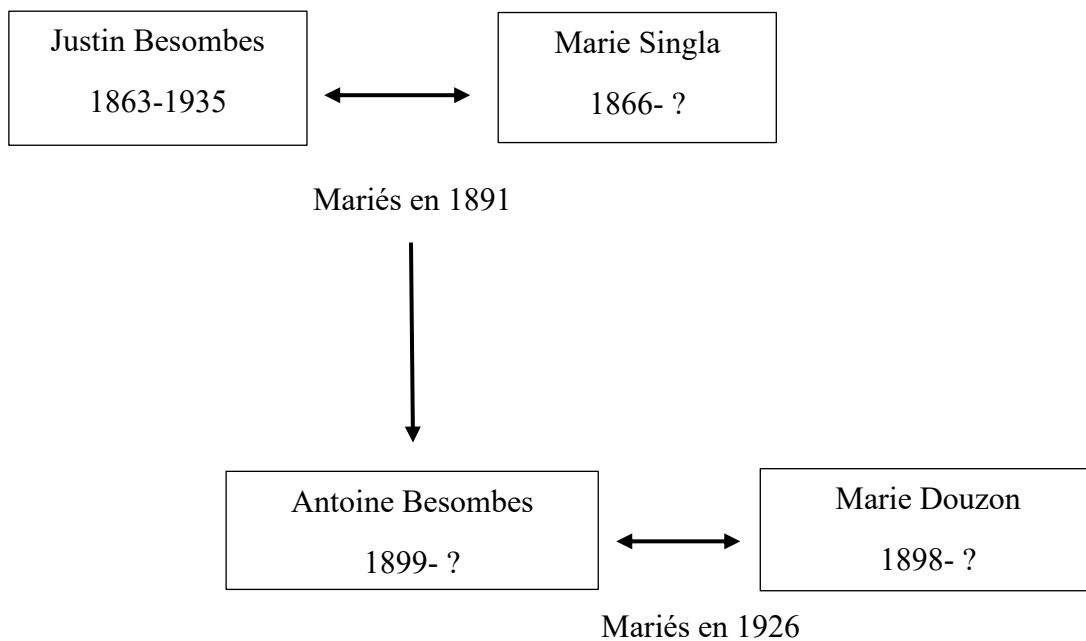 Justin Besombes
1863-1935
Marie Singla
1866- ?
Mariés en 1891
Antoine Besombes
1899- ?
Marie Douzon
1898- ?
Mariés en 1926